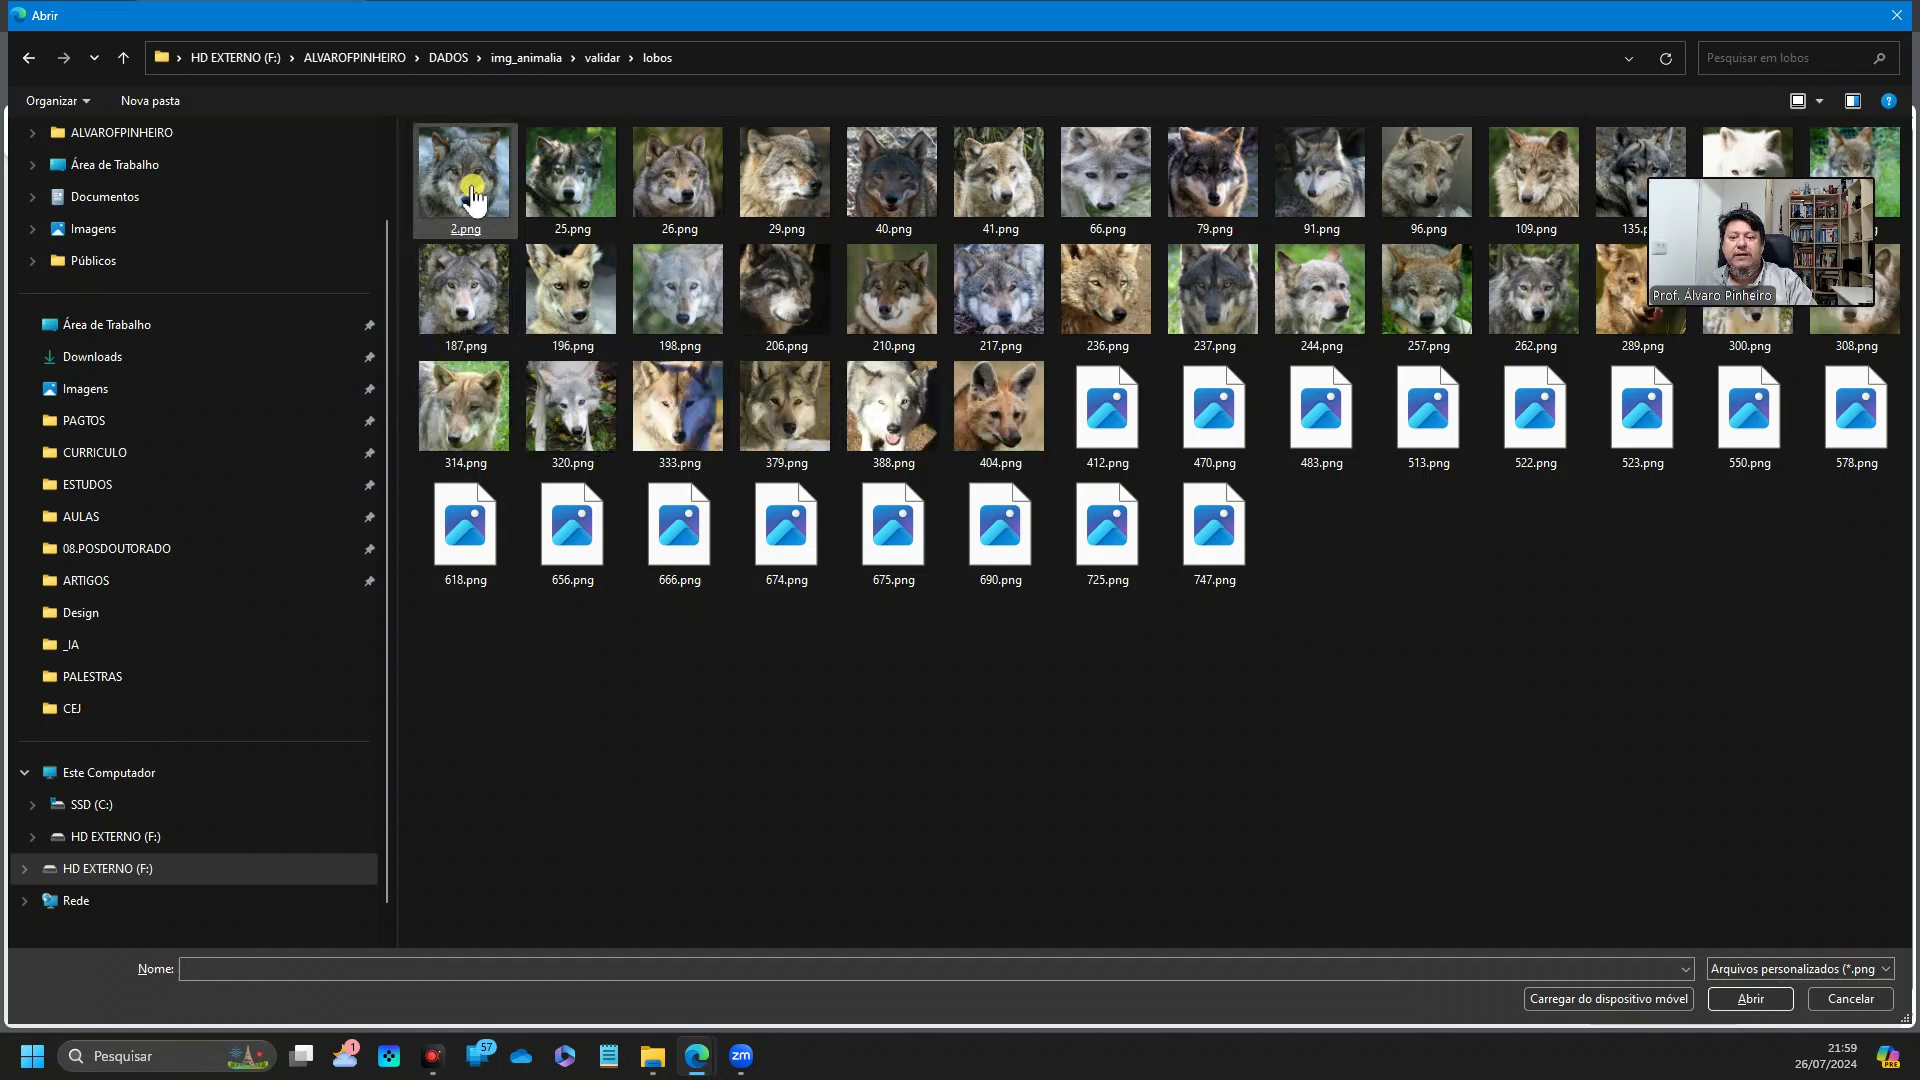 Abrir
HD EXTERNO (F:) > ALVAROFPINHEIRO > DADOS > img_animalia > validar > lobos
Pesquisar em lobos
Organizar
Nova pasta
ALVAROFPINHEIRO
Área de Trabalho
Documentos
Imagens
Públicos
Área de Trabalho
Downloads
Imagens
PAGTOS
CURRICULO
ESTUDOS
AULAS
08.POSDOUTORADO
ARTIGOS
Design
_IA
PALESTRAS
CEJ
Este Computador
SSD (C:)
HD EXTERNO (F:)
HD EXTERNO (F:)
Rede
2.png 25.png 26.png 29.png 40.png 41.png 66.png 79.png 91.png 96.png 109.png
Prof. Álvaro Pinheiro
187.png 196.png 198.png 206.png 210.png 217.png 236.png 237.png 244.png 257.png 262.png 289.png 300.png 308.png
314.png 320.png 333.png 379.png 388.png 404.png 412.png 470.png 483.png 513.png 522.png 523.png 550.png 578.png
618.png 656.png 666.png 674.png 675.png 690.png 725.png 747.png
Nome:
Arquivos personalizados (*.png
Carregar do dispositivo móvel
Abrir
Cancelar
Pesquisar
1
57
zm
21:59
26/07/2024
PRE